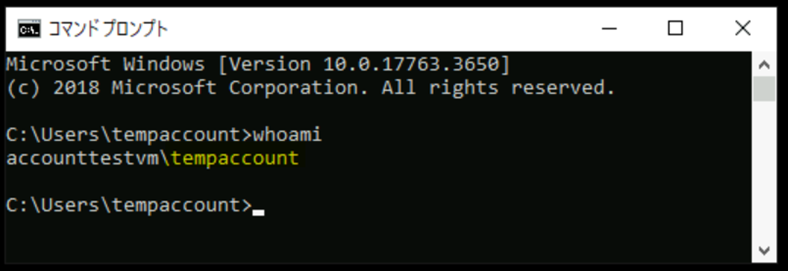 コマンド プロンプト
Microsoft Windows [Version 10.0.17763.3650]
(c) 2018 Microsoft Corporation. All rights reserved.
C:\Users\tempaccount>whoami
accounttestvm\tempaccount
C:\Users\tempaccount>